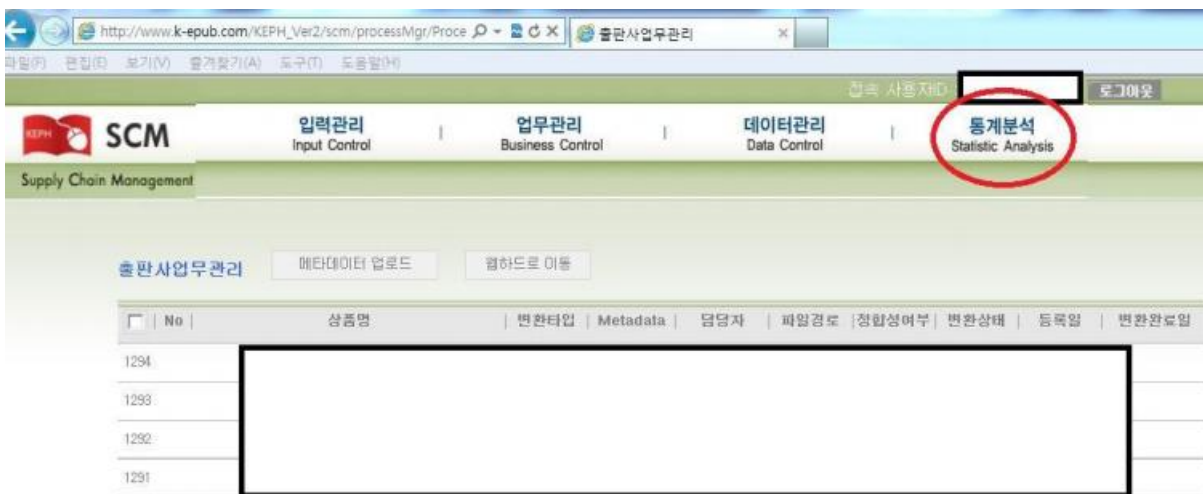 http://www.k-epub.com/KEPH_Ver2/scm/processMgr/Proce
출판사업무관리
파일(F) 편집(E) 보기(V) 즐겨찾기(A) 도구(T) 도움말(H)
접속 사용자ID
로그아웃
KEPH SCM
입력관리 | 업무관리 | 데이터관리 | 통계분석
Input Control Business Control Data Control Statistic Analysis
Supply Chain Management
출판사업무관리 메타데이터 업로드 웹하드로 이동
| No | 상품명 | 변환타입 | Metadata | 담당자 | 파일경로 | 정합성여부 | 변환상태 | 등록일 | 변환완료일
1294
1293
1292
1291